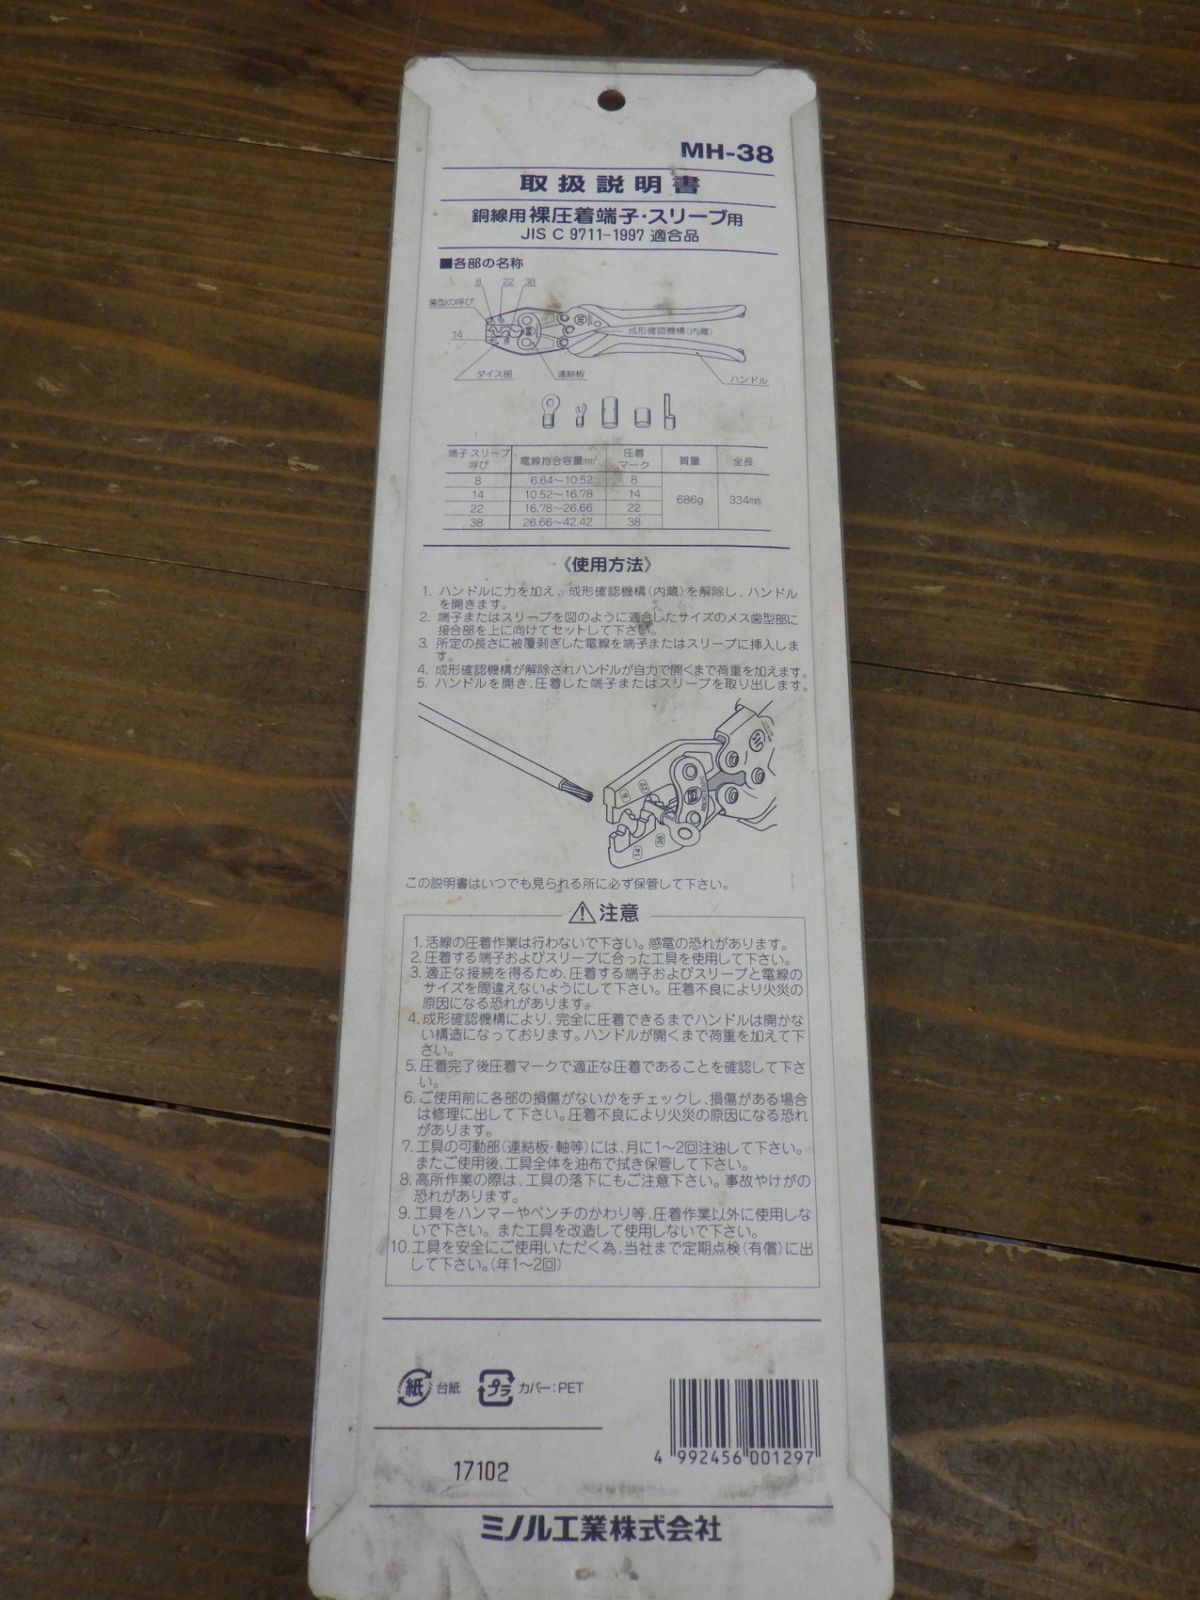 MH-38
取扱説明書
銅線用裸圧着端子・スリーブ用
JIS C 9711-1997 適合品
■各部の名称
8 22 38
歯型の呼び
成形確認機構(内蔵)
14
ダイス部 連結板 ハンドル
端子・スリーブ呼び 電線抱合容量mm² 圧着マーク 質量 全長
8 6.64〜10.52 8
14 10.52〜16.78 14 686g 334mm
22 16.78〜26.66 22
38 26.66〜42.42 38
《使用方法》
1. ハンドルに力を加え、成形確認機構(内蔵)を解除し、ハンドル
を開きます。
2. 端子またはスリーブを図のように適合したサイズのメス歯型部に
接合部を上に向けてセットして下さい。
3. 所定の長さに被覆剥ぎした電線を端子またはスリーブに挿入しま
す。
4. 成形確認機構が解除されハンドルが自力で開くまで荷重を加えます。
5. ハンドルを開き、圧着した端子またはスリーブを取り出します。
8 22
14 38
この説明書はいつでも見られる所に必ず保管して下さい。
⚠注意
1. 活線の圧着作業は行わないで下さい。感電の恐れがあります。
2. 圧着する端子およびスリーブに合った工具を使用して下さい。
3. 適正な接続を得るため、圧着する端子およびスリーブと電線の
サイズを間違えないようにして下さい。圧着不良により火災の
原因になる恐れがあります。
4. 成形確認機構により、完全に圧着できるまでハンドルは開かな
い構造になっております。ハンドルが開くまで荷重を加えて下
さい。
5. 圧着完了後圧着マークで適正な圧着であることを確認して下さ
い。
6. ご使用前に各部の損傷がないかをチェックし、損傷がある場合
は修理に出して下さい。圧着不良により火災の原因になる恐れ
があります。
7. 工具の可動部(連結板・軸等)には、月に1〜2回注油して下さい。
またご使用後、工具全体を油布で拭き保管して下さい。
8. 高所作業の際は、工具の落下にもご注意下さい。事故やけがの
恐れがあります。
9. 工具をハンマーやペンチのかわり等、圧着作業以外に使用しな
いで下さい。また工具を改造して使用しないで下さい。
10. 工具を安全にご使用いただく為、当社まで定期点検(有償)に出
して下さい。(年1〜2回)
紙 台紙 プラ カバー:PET
4 992456 001297
17102
ミノル工業株式会社